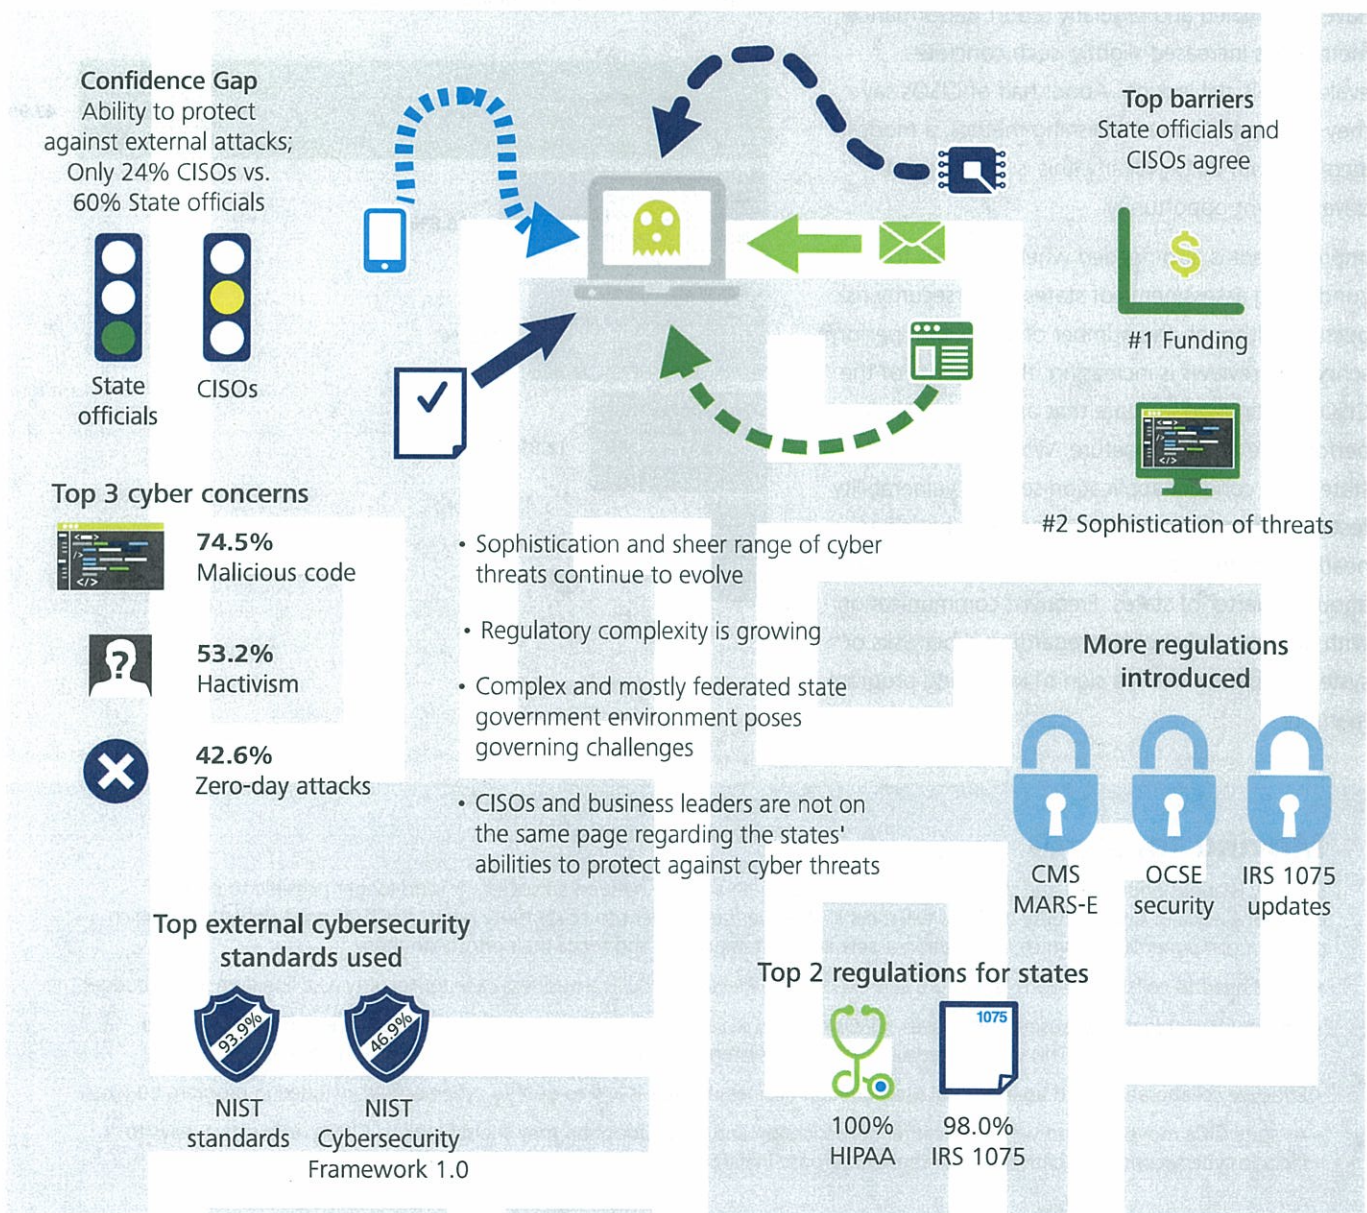 Confidence Gap
Ability to protect
against external attacks;
Only 24% CISOs vs.
60% State officials
State
officials
CISOs
Top barriers
State officials and
CISOs agree
$
#1 Funding
#2 Sophistication of threats
Top 3 cyber concerns
74.5%
Malicious code
?
53.2%
Hactivism
42.6%
Zero-day attacks
• Sophistication and sheer range of cyber
threats continue to evolve
• Regulatory complexity is growing
• Complex and mostly federated state
government environment poses
governing challenges
• CISOs and business leaders are not on
the same page regarding the states'
abilities to protect against cyber threats
More regulations
introduced
CMS
MARS-E
OCSE
security
IRS 1075
updates
Top external cybersecurity
standards used
93.9%
NIST
standards
46.9%
NIST
Cybersecurity
Framework 1.0
Top 2 regulations for states
100%
HIPAA
1075
98.0%
IRS 1075